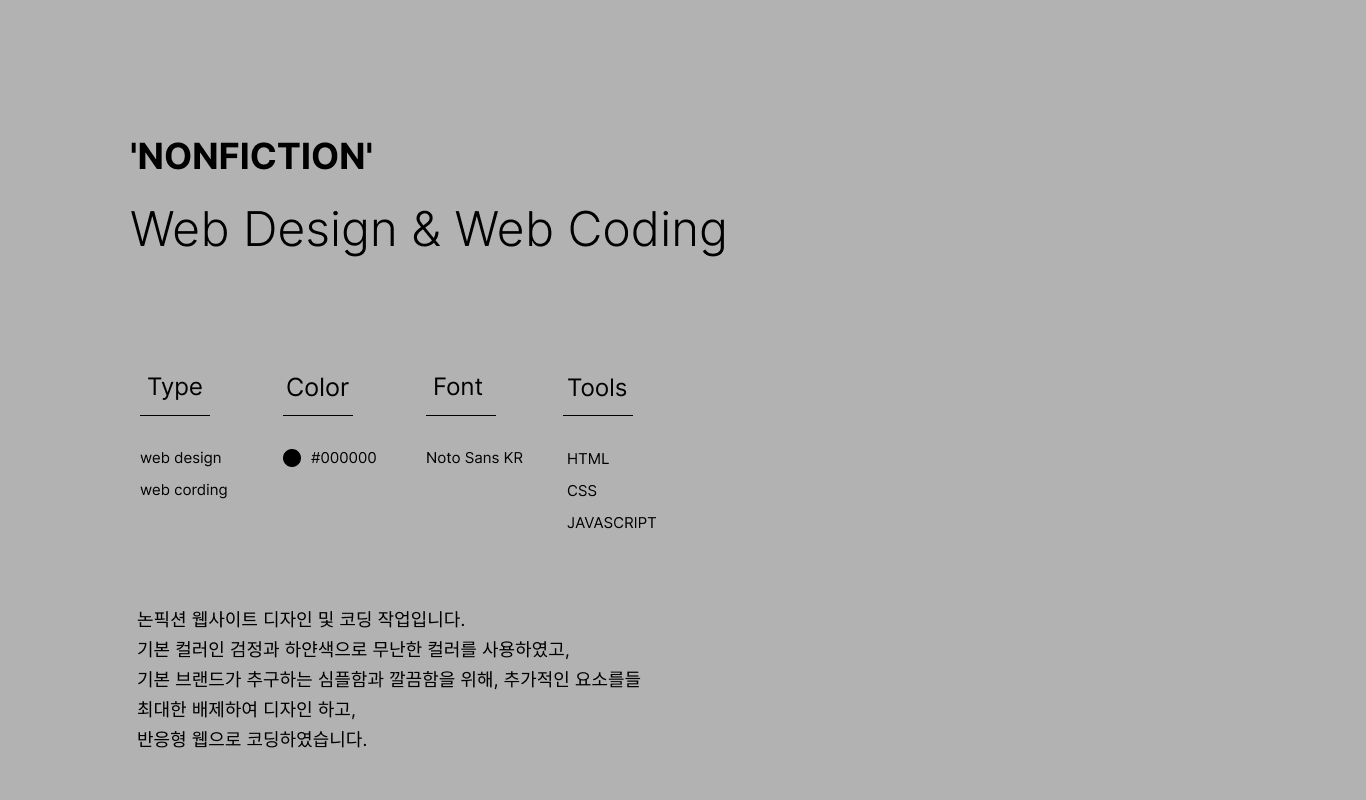 'NONFICTION'
Web Design & Web Coding
Type
web design
web cording
Color
#000000
Font
Noto Sans KR
Tools
HTML
CSS
JAVASCRIPT
논픽션 웹사이트 디자인 및 코딩 작업입니다.
기본 컬러인 검정과 하얀색으로 무난한 컬러를 사용하였고,
기본 브랜드가 추구하는 심플함과 깔끔함을 위해, 추가적인 요소를들
최대한 배제하여 디자인 하고,
반응형 웹으로 코딩하였습니다.